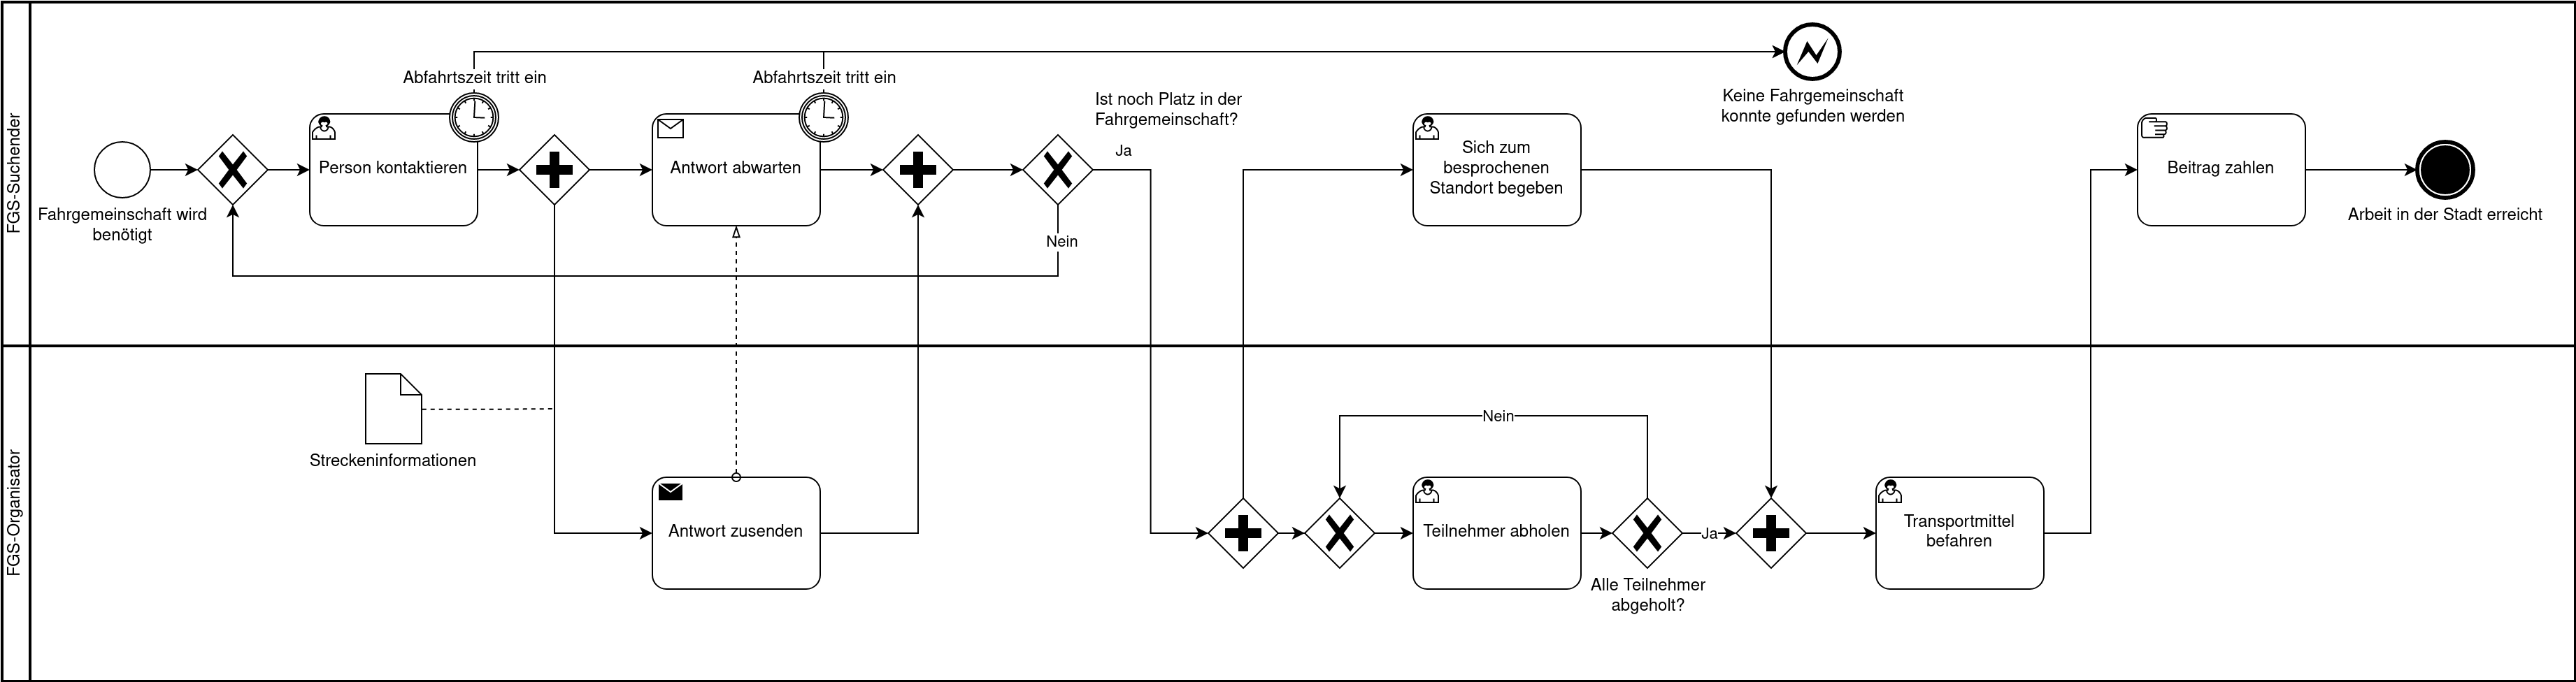 FGS-Suchender
Abfahrtszeit tritt ein
Abfahrtszeit tritt ein
Ist noch Platz in der
Fahrgemeinschaft?
Keine Fahrgemeinschaft
konnte gefunden werden
Fahrgemeinschaft wird
benötigt
Person kontaktieren
Antwort abwarten
Ja
Nein
Sich zum
besprochenen
Standort begeben
Beitrag zahlen
Arbeit in der Stadt erreicht
FGS-Organisator
Streckeninformationen
Antwort zusenden
Nein
Teilnehmer abholen
Ja
Alle Teilnehmer
abgeholt?
Transportmittel
befahren